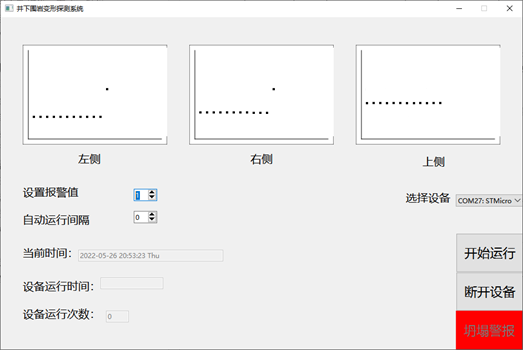 井下围岩变形探测系统
左侧
右侧
上侧
设置报警值
1
选择设备
COM27: STMicro
自动运行间隔
0
当前时间：
2022-05-26 20:53:23 Thu
开始运行
设备运行时间：
断开设备
设备运行次数：
0
坍塌警报